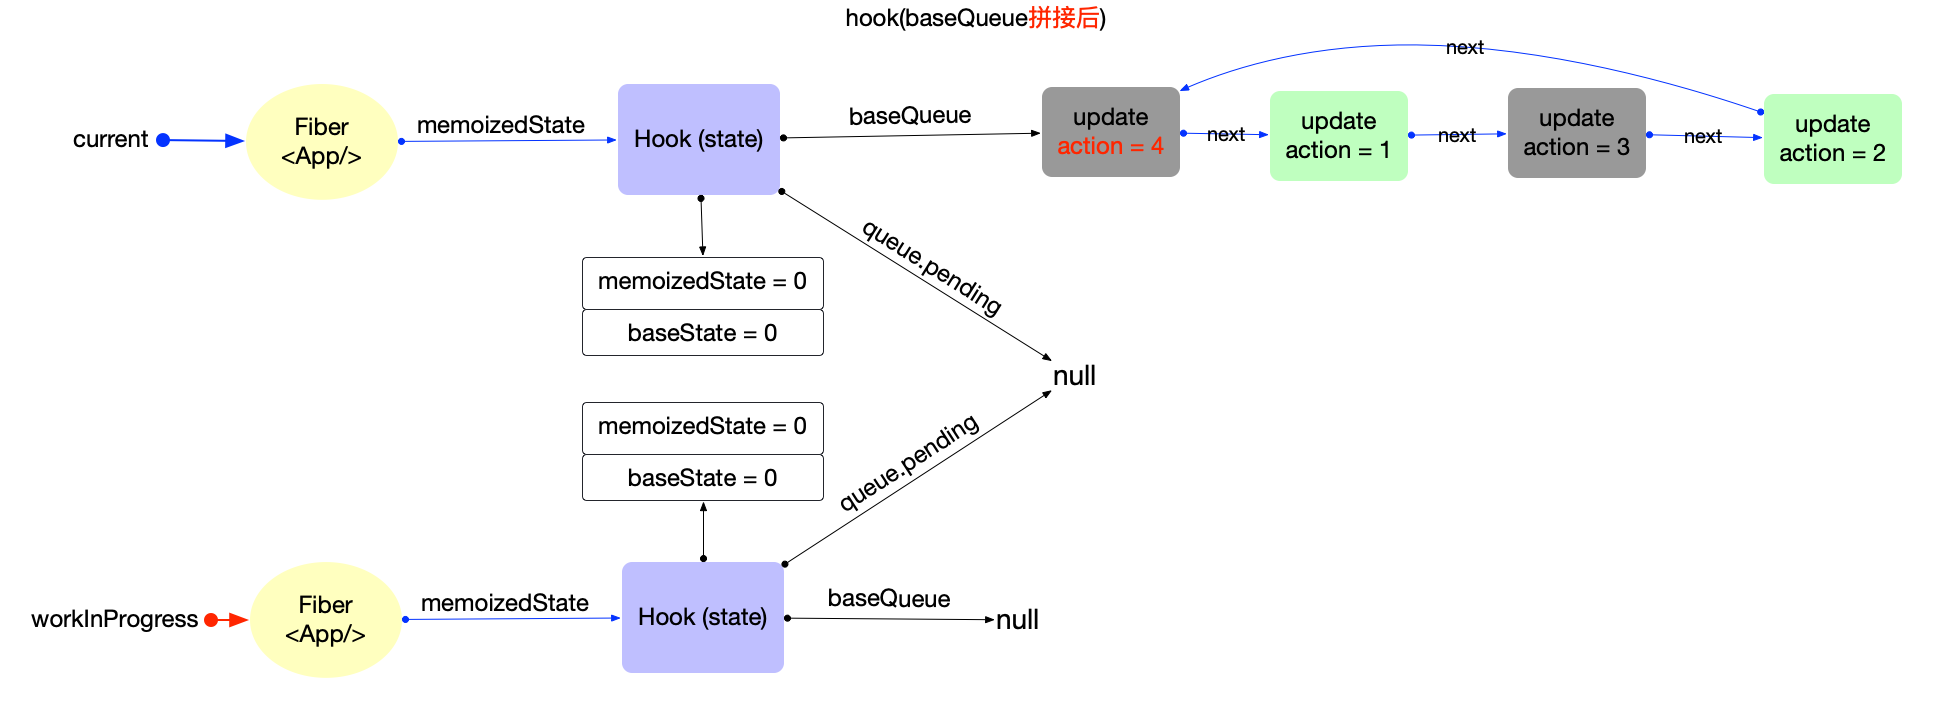 hook(baseQueue拼接后)
next
current
Fiber
<App/>
memoizedState
Hook (state)
baseQueue
update
action = 4
next
update
action = 1
next
update
action = 3
next
update
action = 2
queue.pending
memoizedState = 0
baseState = 0
null
memoizedState = 0
baseState = 0
queue.pending
workInProgress
Fiber
<App/>
memoizedState
Hook (state)
baseQueue
null